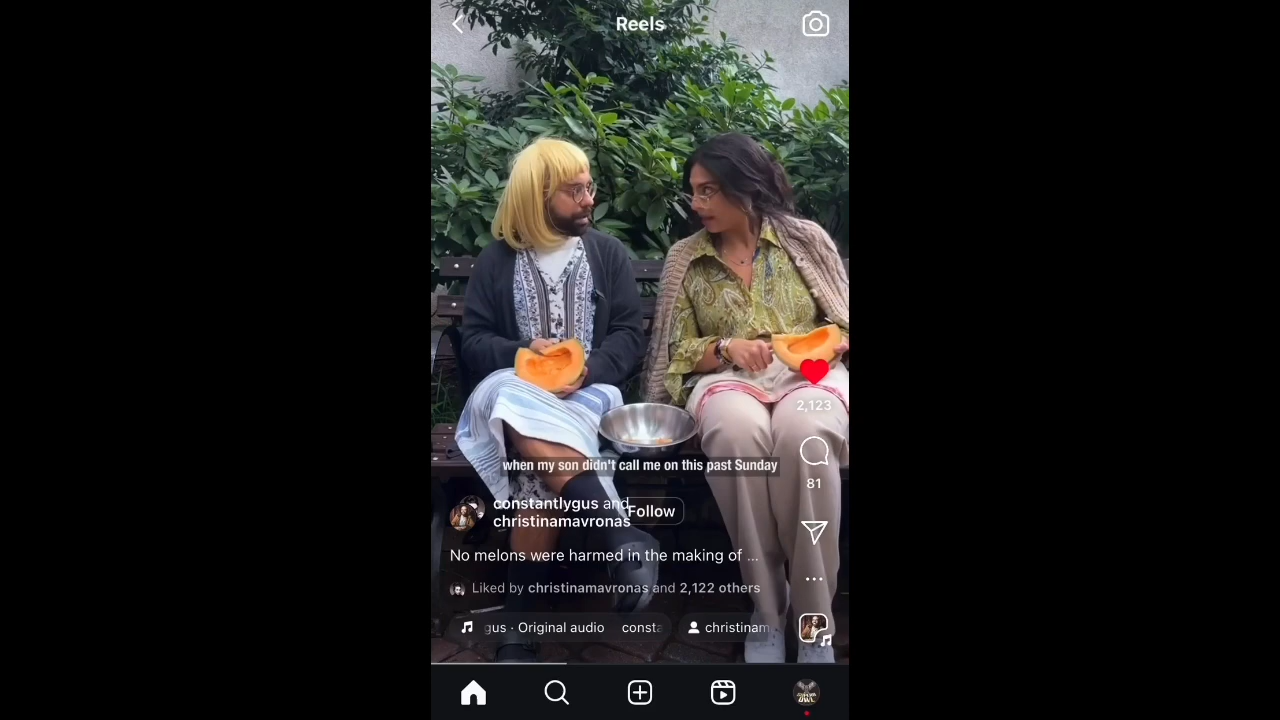 Reels
2,123
when my son didn't call me on this past Sunday
81
constantlygus and
christinamavronas
Follow
No melons were harmed in the making of ...
Liked by christinamavronas and 2,122 others
gus · Original audio consta
christinam